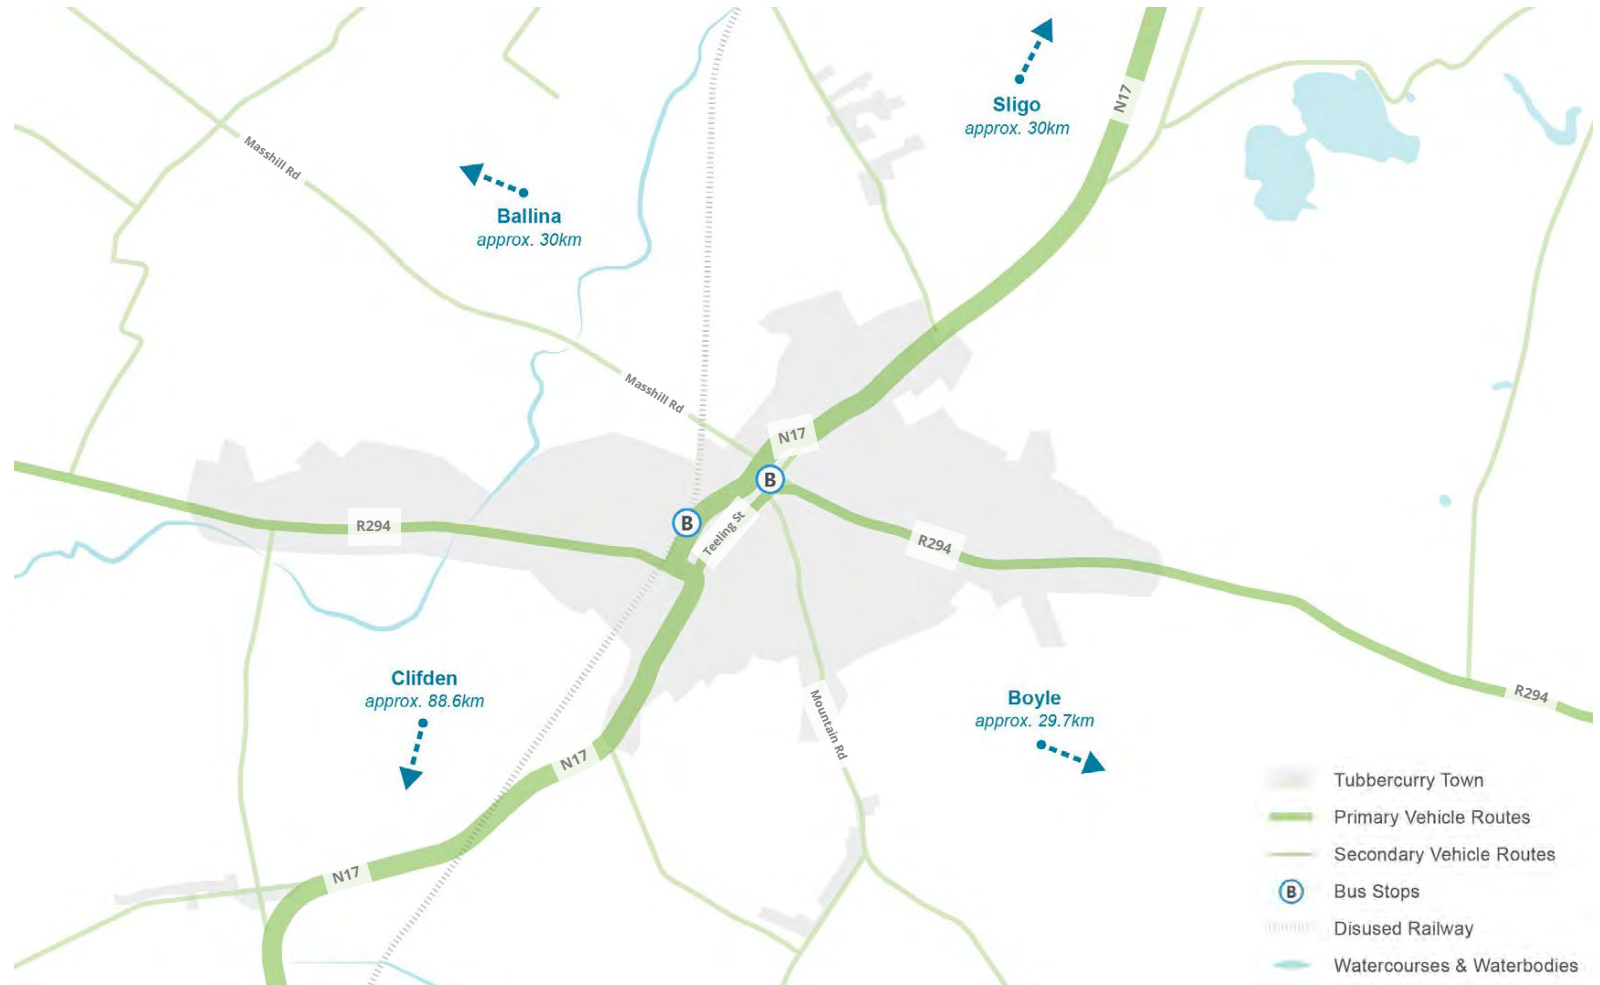 N17
Sligo
approx. 30km
Masshill Rd
Ballina
approx. 30km
Masshill Rd
N17
B
B
Teeling St
R294
R294
Clifden
approx. 88.6km
Boyle
approx. 29.7km
R294
Mountain Rd
N17
N17
Tubbercurry Town
Primary Vehicle Routes
Secondary Vehicle Routes
B Bus Stops
Disused Railway
Watercourses & Waterbodies